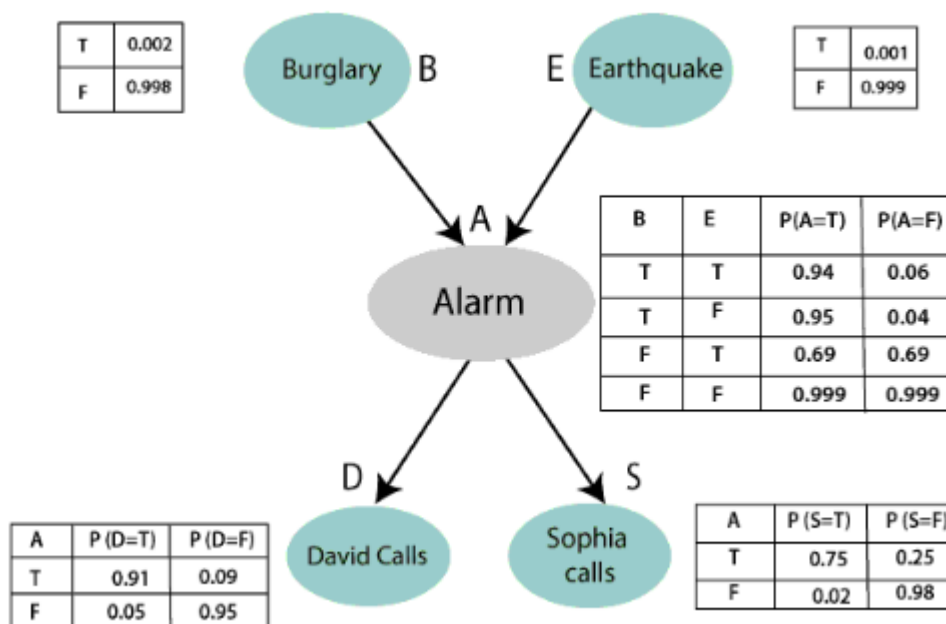 T 0.002
F 0.998
Burglary B
E Earthquake
T 0.001
F 0.999
A
Alarm
B E P(A=T) P(A=F)
T T 0.94 0.06
T F 0.95 0.04
F T 0.69 0.69
F F 0.999 0.999
D
S
A P (D=T) P (D=F)
T 0.91 0.09
F 0.05 0.95
David Calls
Sophia
calls
A P (S=T) P (S=F)
T 0.75 0.25
F 0.02 0.98